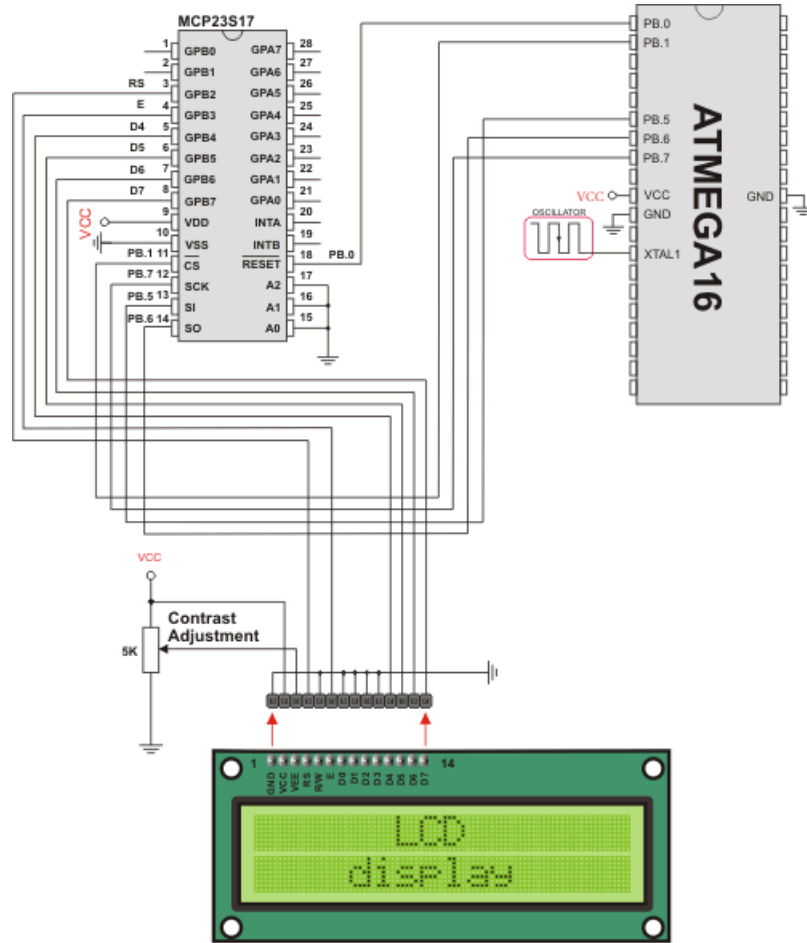 MCP23S17
1 GPB0 GPA7 28
2 GPB1 GPA6 27
RS 3 GPB2 GPA5 26
E 4 GPB3 GPA4 25
D4 5 GPB4 GPA3 24
D5 6 GPB5 GPA2 23
D6 7 GPB6 GPA1 22
D7 8 GPB7 GPA0 21
VCC 9 VDD INTA 20
10 VSS INTB 19
PB.1 11 CS RESET 18 PB.0
PB.7 12 SCK A2 17
PB.5 13 SI A1 16
PB.6 14 SO A0 15
ATMEGA16
PB.0
PB.1
PB.5
PB.6
PB.7
VCC VCC GND
GND
OSCILLATOR
XTAL1
VCC
Contrast
Adjustment
5K
1 14
GND VCC VEE RS R/W E D0 D1 D2 D3 D4 D5 D6 D7
LCD
display